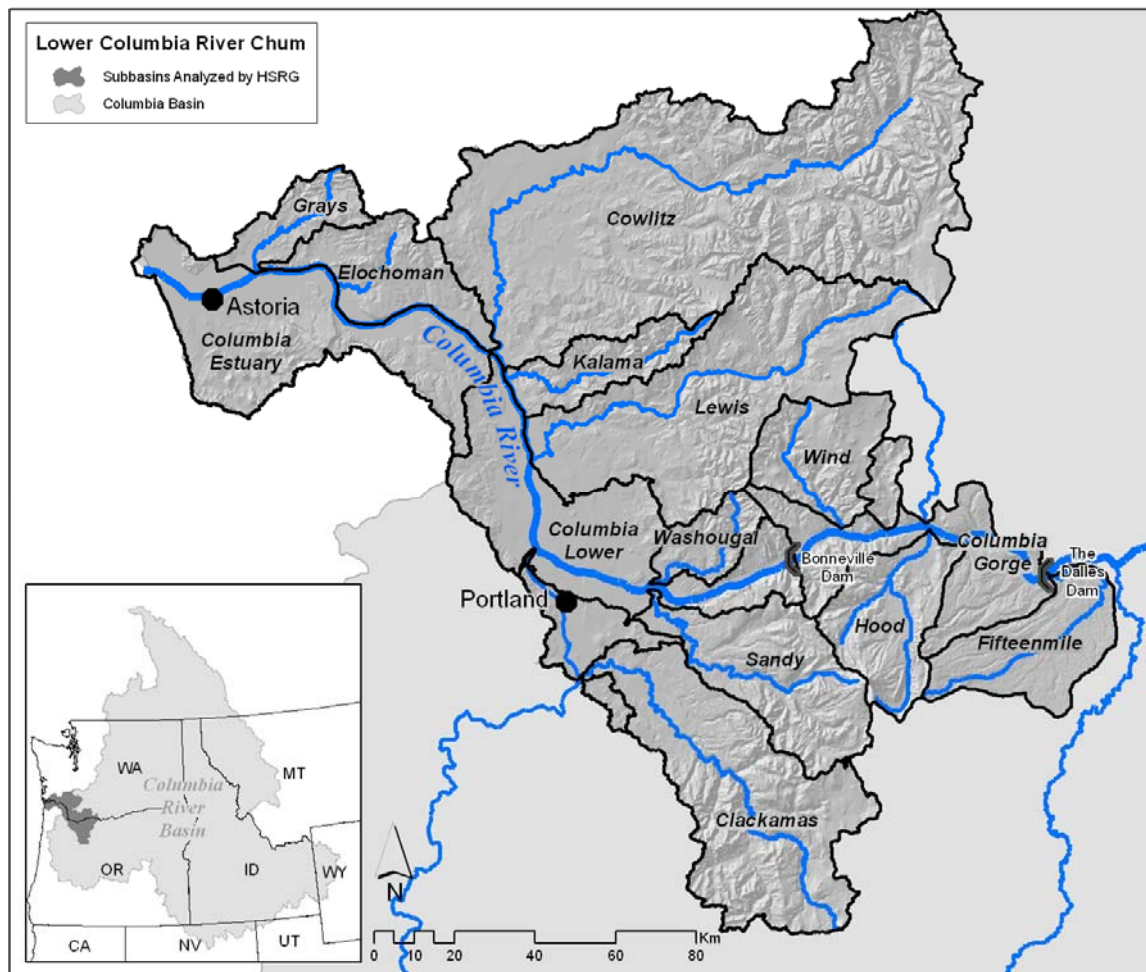 Lower Columbia River Chum
Subbasins Analyzed by HSRG
Columbia Basin
Grays
Elochoman
Astoria
Columbia
Estuary
Cowlitz
Columbia River
Kalama
Lewis
Wind
Columbia
Lower
Washougal
Bonneville
Dam
Columbia
Gorge
The
Dalles
Dam
Portland
Hood
Fifteenmile
Sandy
Clackamas
WA
MT
Columbia
River
Basin
OR
ID
WY
CA
NV
UT
N
0 10 20 40 60 80
Km